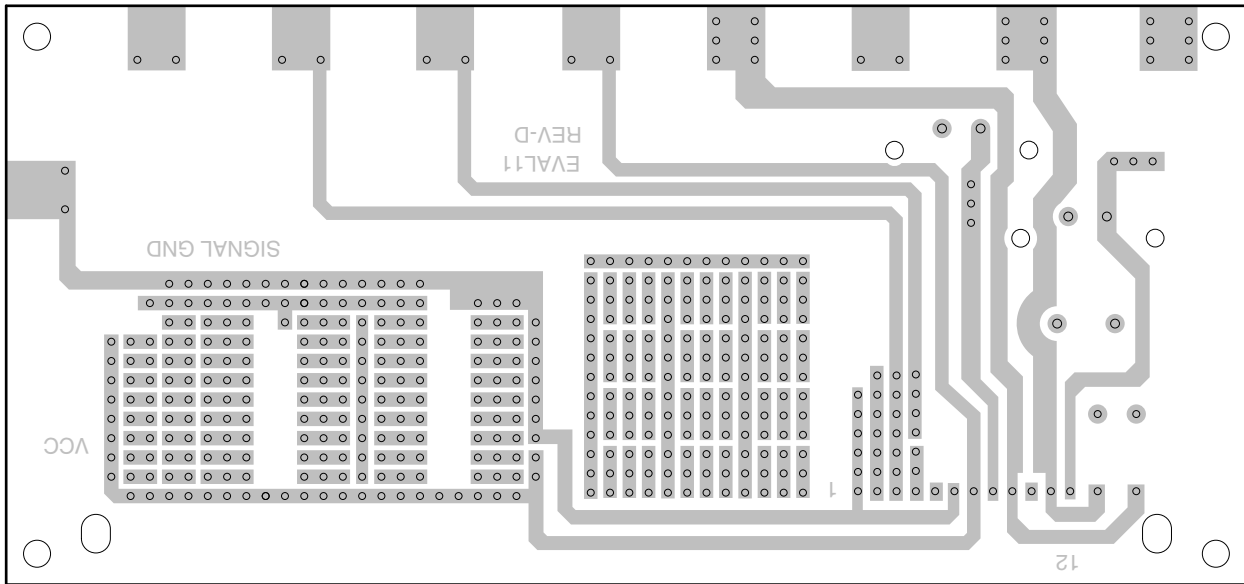 EVAL11
REV-D
SIGNAL GND
VCC
1
12